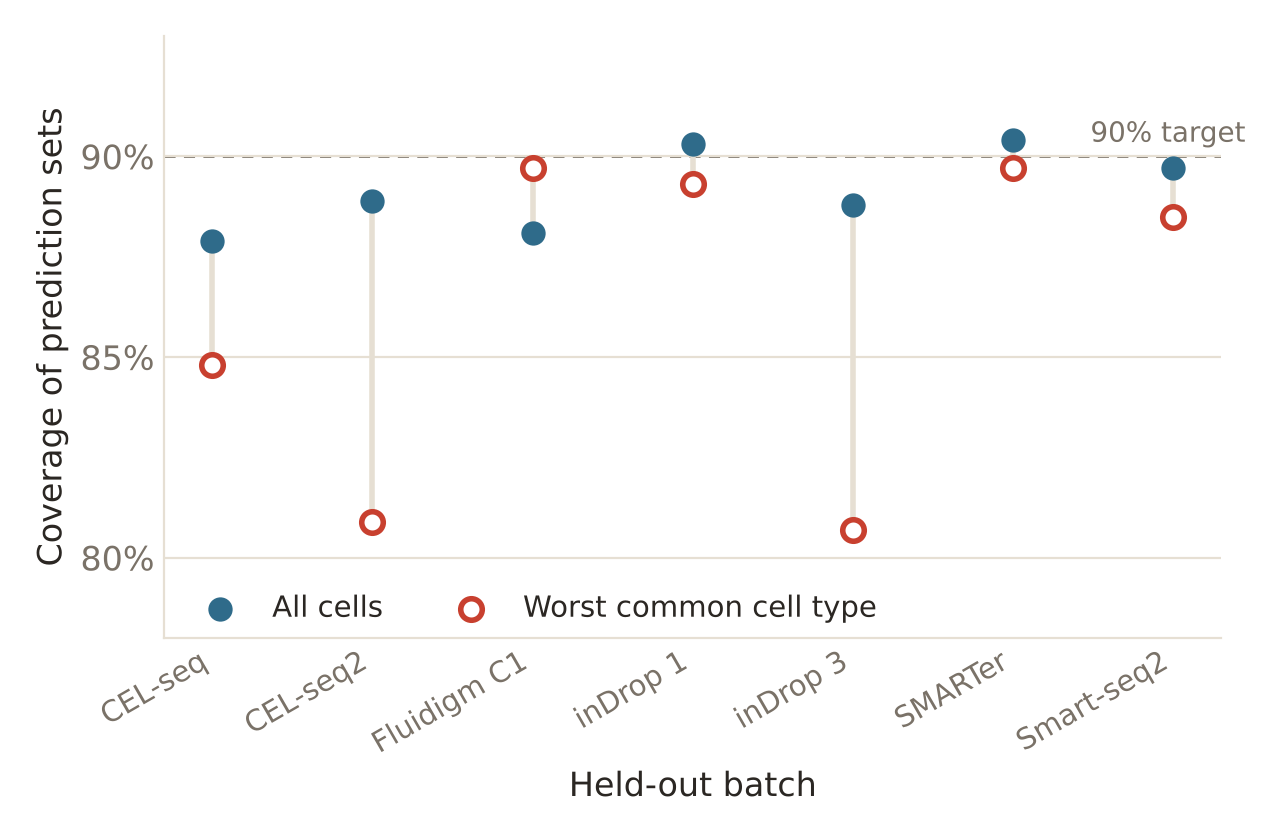 Coverage of prediction sets
90%
85%
80%
90% target
All cells
Worst common cell type
CEL-seq
CEL-seq2
Fluidigm C1
inDrop 1
inDrop 3
SMARTer
Smart-seq2
Held-out batch